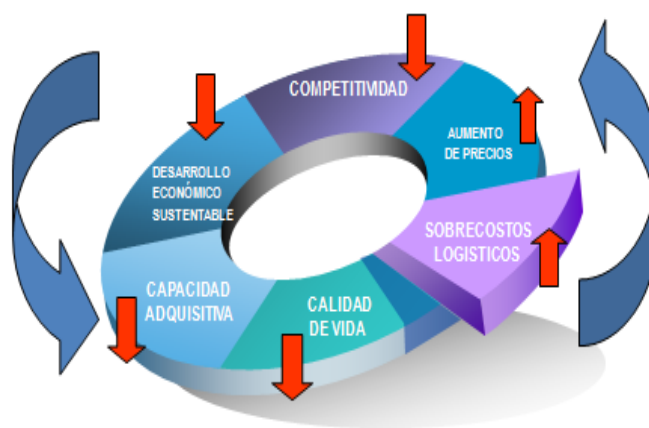 COMPETITIVIDAD
AUMENTO
DE PRECIOS
DESARROLLO
ECONÓMICO
SUSTENTABLE
SOBRECOSTOS
LOGISTICOS
CAPACIDAD
ADQUISITIVA
CALIDAD
DE VIDA